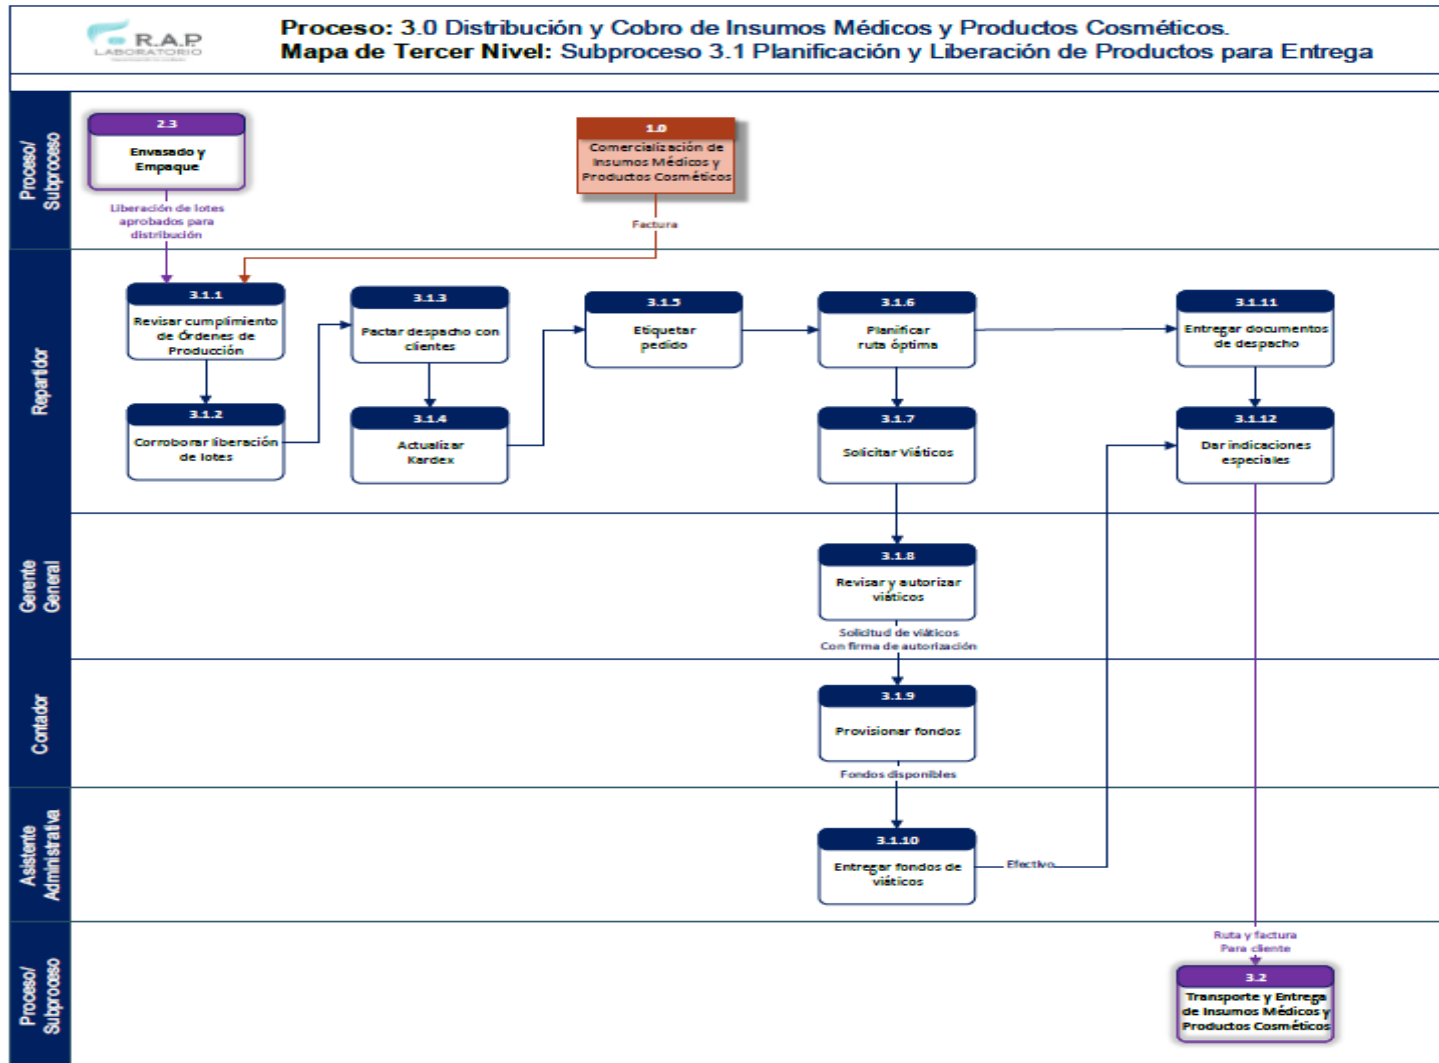 R.A.P
LABORATORIO
Proceso: 3.0 Distribución y Cobro de Insumos Médicos y Productos Cosméticos.
Mapa de Tercer Nivel: Subproceso 3.1 Planificación y Liberación de Productos para Entrega
Proceso/
Subproceso
2.3
Envasado y
Empaque
1.0
Comercialización de
Insumos Médicos y
Productos Cosméticos
Liberación de lotes
aprobados para
distribución
Factura
Repartidor
3.1.1
Revisar cumplimiento
de Órdenes de
Producción
3.1.2
Corroborar liberación
de lotes
3.1.3
Pactar despacho con
clientes
3.1.4
Actualizar
Kardex
3.1.5
Etiquetar
pedido
3.1.6
Planificar
ruta óptima
3.1.7
Solicitar Viáticos
3.1.11
Entregar documentos
de despacho
3.1.12
Dar indicaciones
especiales
Gerente
General
3.1.8
Revisar y autorizar
viáticos
Solicitud de viáticos
Con firma de autorización
Contador
3.1.9
Provisionar fondos
Fondos disponibles
Asistente
Administrativa
3.1.10
Entregar fondos de
viáticos
Efectivo
Proceso/
Subproceso
Ruta y factura
Para cliente
3.2
Transporte y Entrega
de Insumos Médicos y
Productos Cosméticos